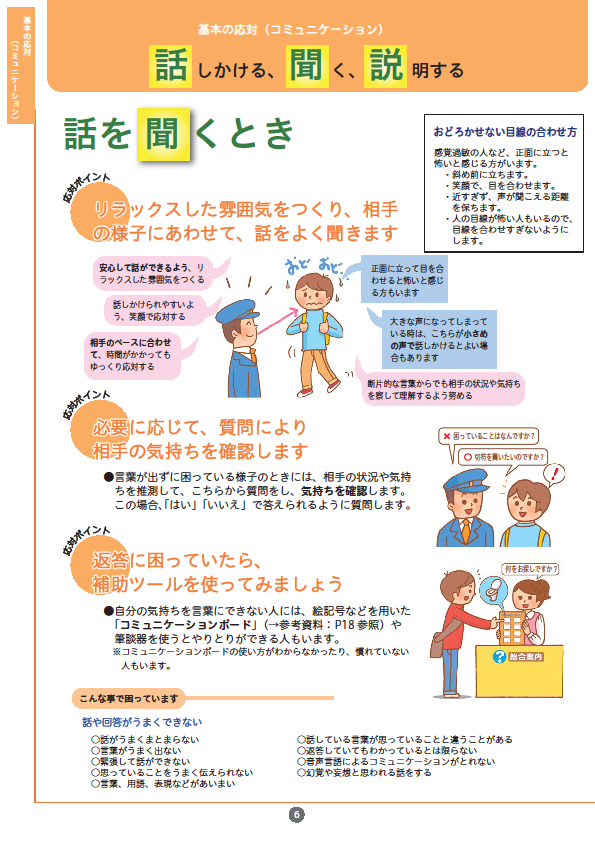 基本の応対
（コミュニケーション）
基本の応対（コミュニケーション）
話しかける、聞く、説明する
話を聞くとき
おどろかせない目線の合わせ方
感覚過敏の人など、正面に立つと
怖いと感じる方がいます。
・斜め前に立ちます。
・笑顔で、目を合わせます。
・近すぎず、声が聞こえる距離
を保ちます。
・人の目線が怖い人もいるので、
目線を合わせすぎないように
します。
応対ポイント
リラックスした雰囲気をつくり、相手
の様子にあわせて、話をよく聞きます
安心して話ができるよう、リ
ラックスした雰囲気をつくる
話しかけられやすいよ
う、笑顔で応対する
相手のペースに合わせ
て、時間がかかっても
ゆっくり応対する
おど おど…
正面に立って目を合
わせると怖いと感じ
る方もいます
大きな声になってしまって
いる時は、こちらが小さめ
の声で話しかけるとよい場
合もあります
断片的な言葉からでも相手の状況や気持ち
を察して理解するよう努める
応対ポイント
必要に応じて、質問により
相手の気持ちを確認します
●言葉が出ずに困っている様子のときには、相手の状況や気持
ちを推測して、こちらから質問をし、気持ちを確認します。
この場合、「はい」「いいえ」で答えられるように質問します。
× 困っていることはなんですか？
○ 切符を買いたいのですか？
！
応対ポイント
返答に困っていたら、
補助ツールを使ってみましょう
●自分の気持ちを言葉にできない人には、絵記号などを用いた
「コミュニケーションボード」（→参考資料：P18 参照）や
筆談器を使うとやりとりができる人もいます。
※コミュニケーションボードの使い方がわからなかったり、慣れていない
人もいます。
何をお探しですか？
? 総合案内
こんな事で困っています
話や回答がうまくできない
○話がうまくまとまらない
○言葉がうまく出ない
○緊張して話ができない
○思っていることをうまく伝えられない
○言葉、用語、表現などがあいまい
○話している言葉が思っていることと違うことがある
○返答していてもわかっているとは限らない
○音声言語によるコミュニケーションがとれない
○幻覚や妄想と思われる話をする
6